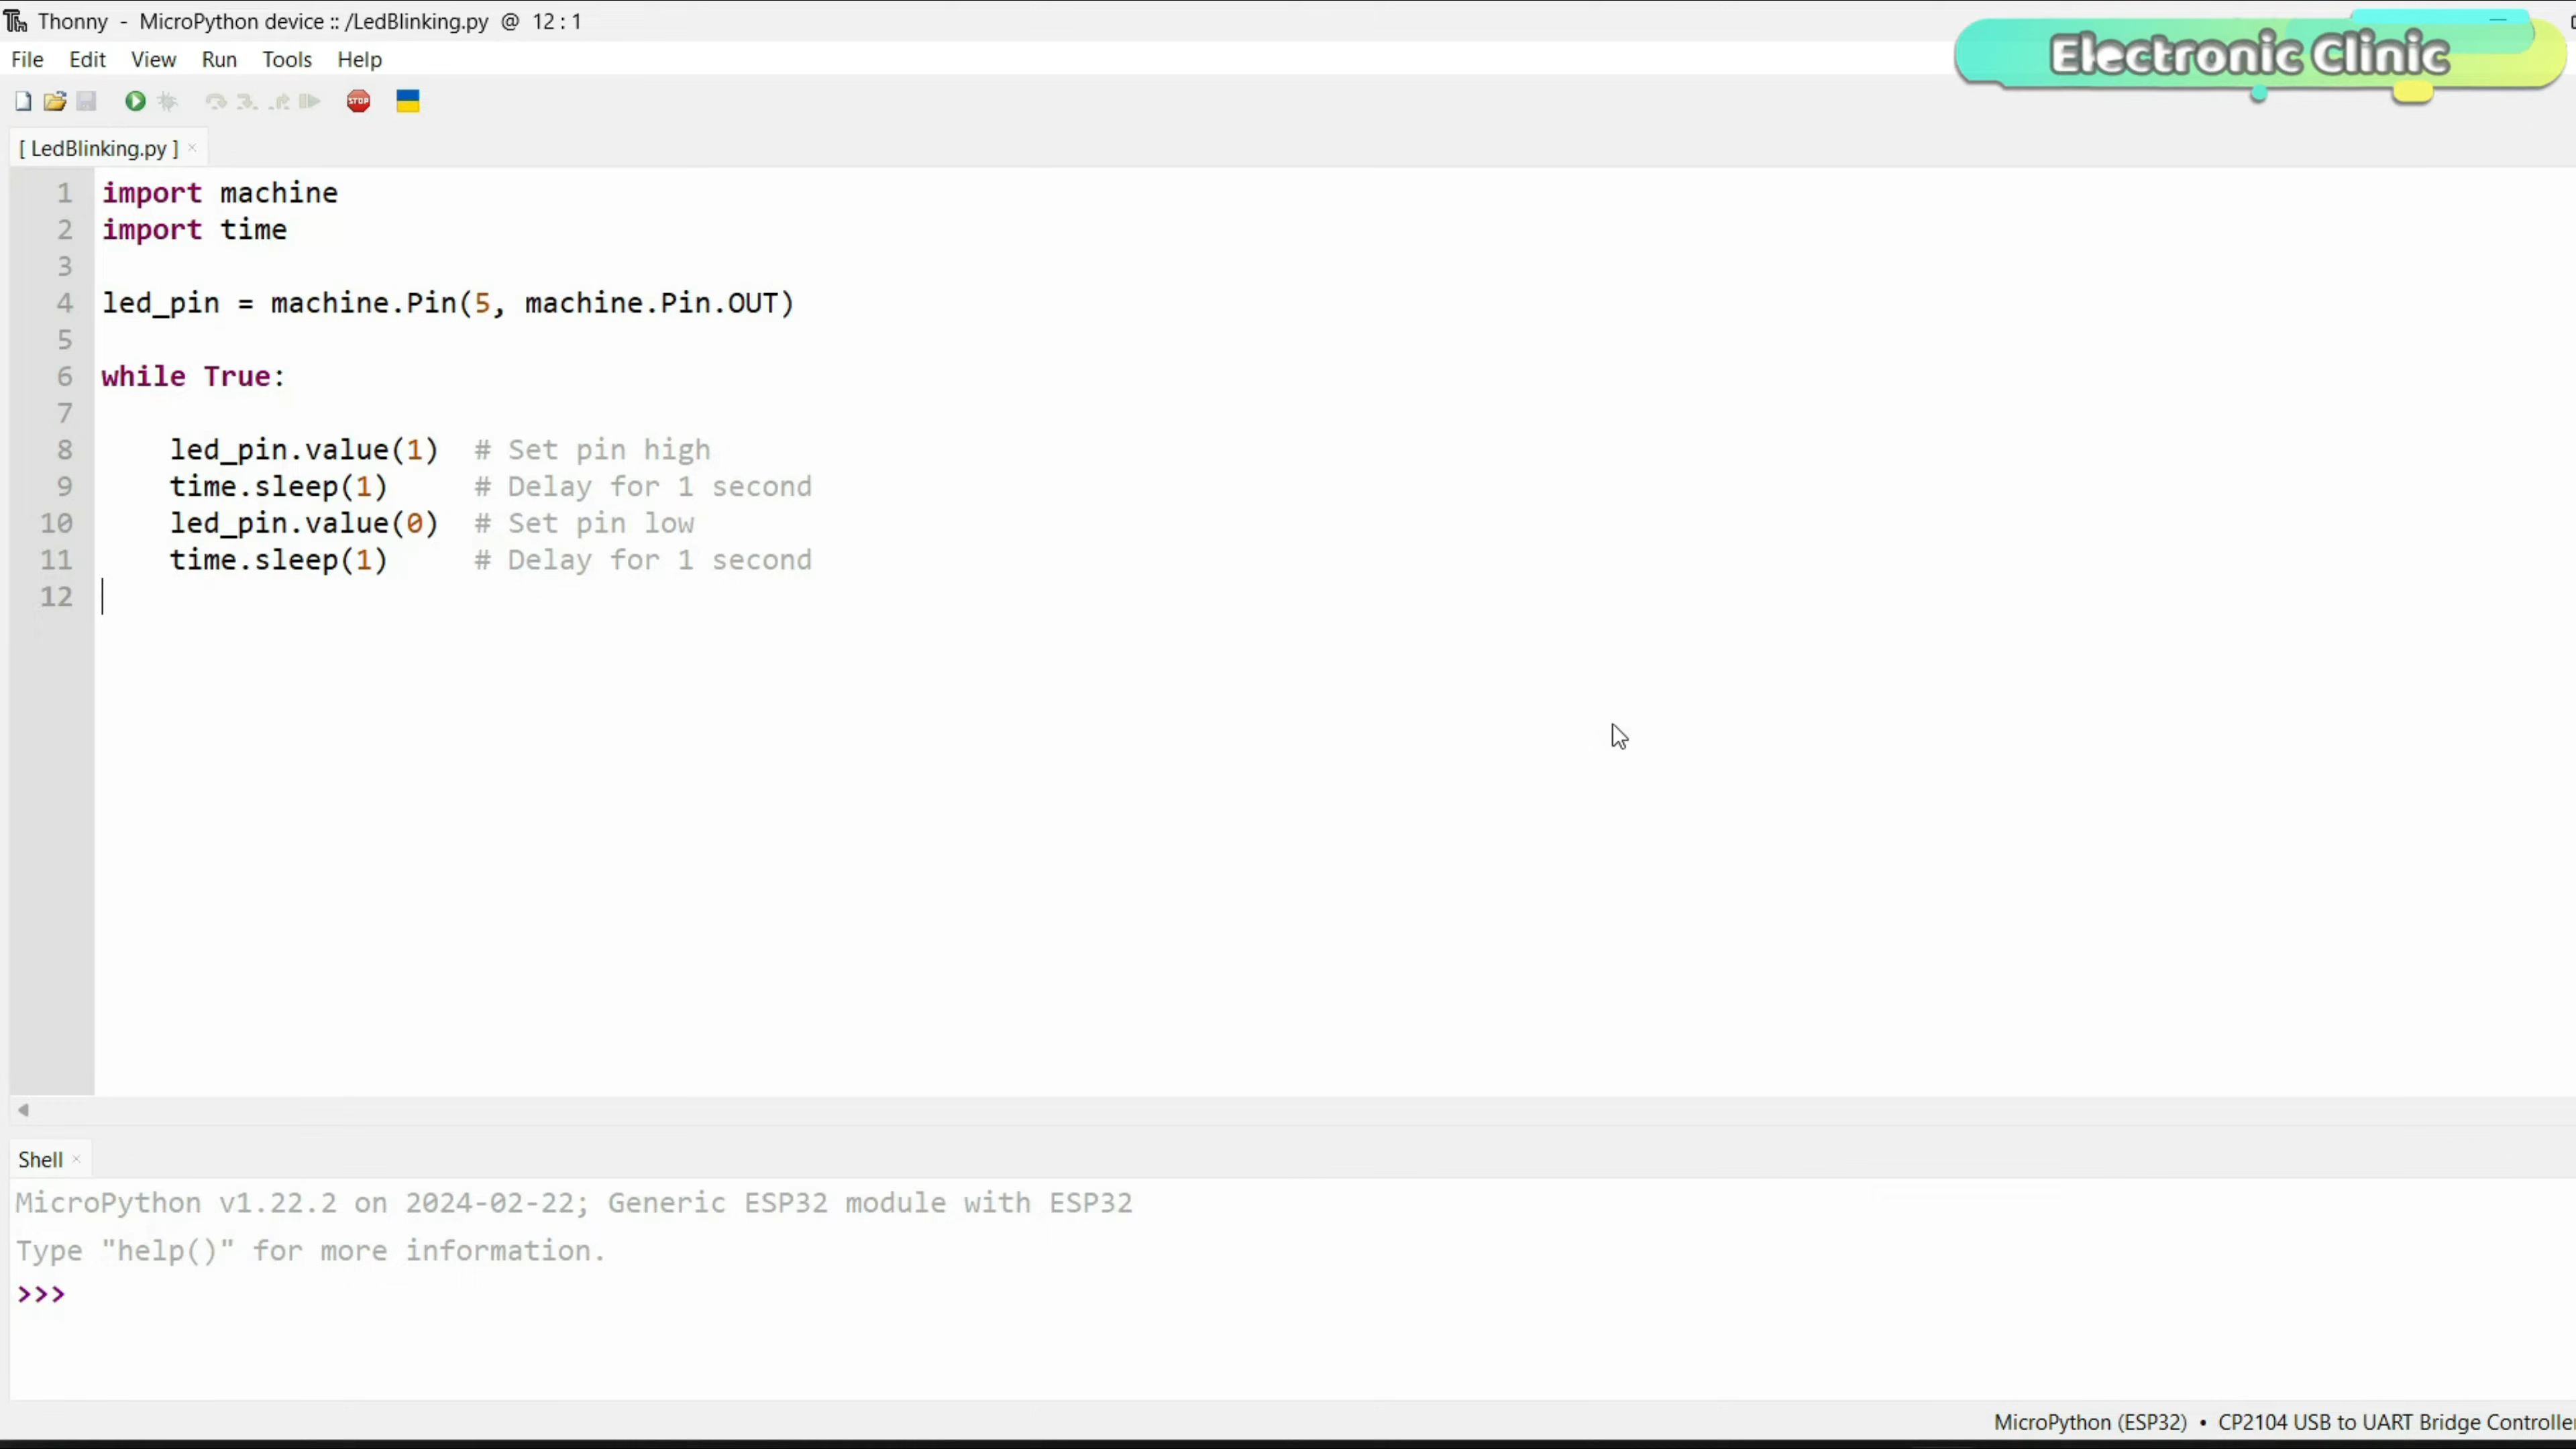 Thonny - MicroPython device :: /LedBlinking.py @ 12 : 1
Electronic Clinic
File Edit View Run Tools Help
STOP
[ LedBlinking.py ] ×
1 import machine
2 import time
3
4 led_pin = machine.Pin(5, machine.Pin.OUT)
5
6 while True:
7
8     led_pin.value(1)  # Set pin high
9     time.sleep(1)     # Delay for 1 second
10     led_pin.value(0)  # Set pin low
11     time.sleep(1)     # Delay for 1 second
12
Shell ×
MicroPython v1.22.2 on 2024-02-22; Generic ESP32 module with ESP32
Type "help()" for more information.
>>>
MicroPython (ESP32) • CP2104 USB to UART Bridge Controlle